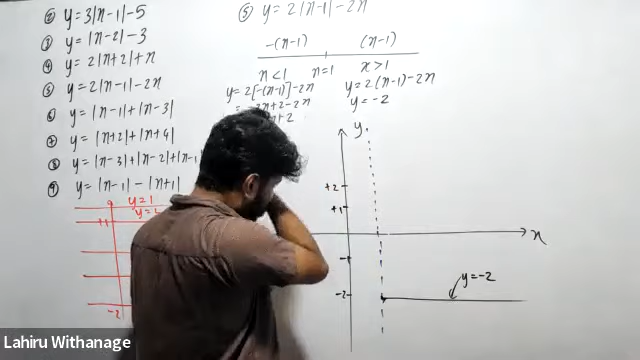 ② y = 3|x-1| - 5
③ y = |x-2| - 3
④ y = 2|x+2| + x
⑤ y = 2|x-1| - 2x
⑥ y = |x-1| + |x-3|
⑦ y = |x+2| + |x+4|
⑧ y = |x-3| + |x-2| + |x-1|
⑨ y = |x-1| - |x+1|
y=1
+1
-2
⑤ y = 2|x-1| - 2x
-(x-1) (x-1)
x<1 x=1 x>1
y = 2[-(x-1)] - 2x
y = 2(x-1) - 2x
y = -2
y
+2
+1
x
-2
y=-2
Lahiru Withanage